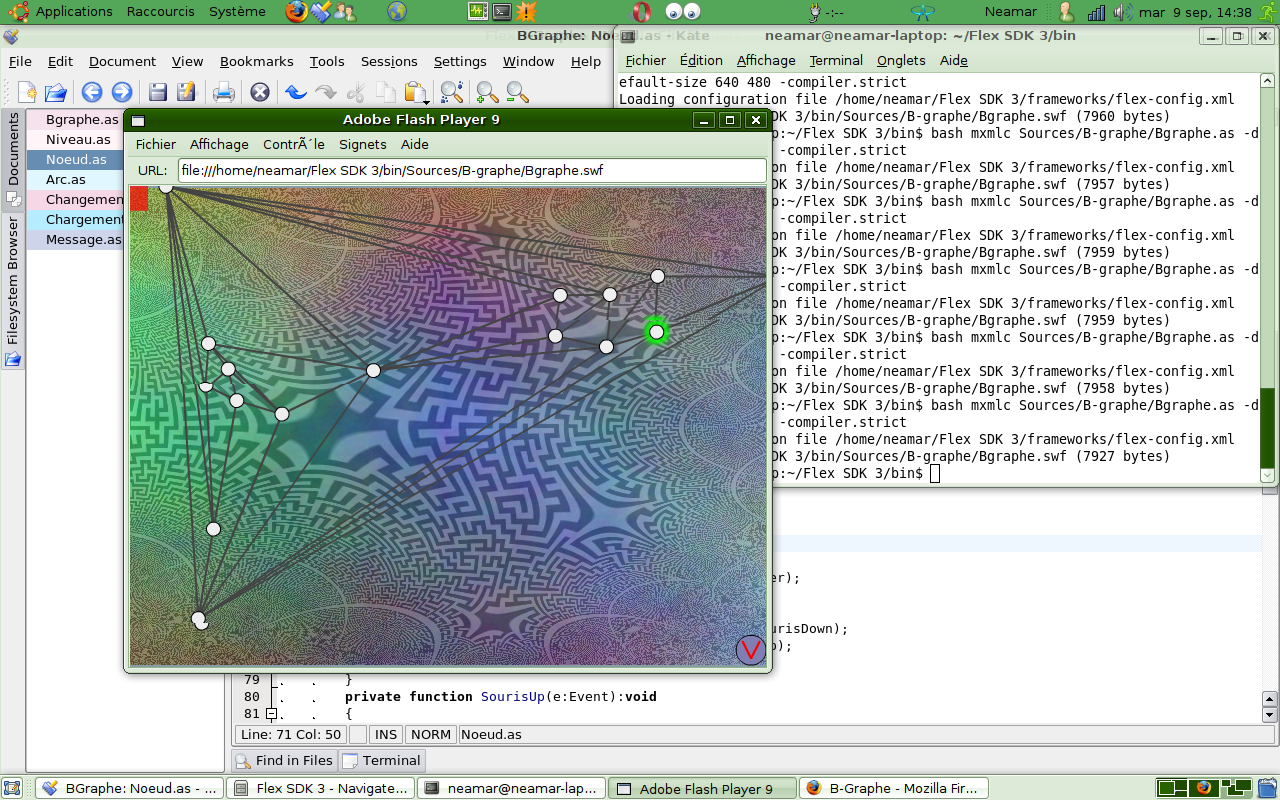 Applications Raccourcis Système
-:--
Neamar
mar 9 sep, 14:38
BGraphe: Noeud.as - Kate
File Edit Document View Bookmarks Tools Sessions Settings Window Help
Documents
Filesystem Browser
Bgraphe.as
Niveau.as
Noeud.as
Arc.as
Changement
Chargement
Message.as
neamar@neamar-laptop: ~/Flex SDK 3/bin
Fichier Édition Affichage Terminal Onglets Aide
efault-size 640 480 -compiler.strict
Loading configuration file /home/neamar/Flex SDK 3/frameworks/flex-config.xml
DK 3/bin/Sources/B-graphe/Bgraphe.swf (7960 bytes)
p:~/Flex SDK 3/bin$ bash mxmlc Sources/B-graphe/Bgraphe.as -d
-compiler.strict
on file /home/neamar/Flex SDK 3/frameworks/flex-config.xml
DK 3/bin/Sources/B-graphe/Bgraphe.swf (7957 bytes)
p:~/Flex SDK 3/bin$ bash mxmlc Sources/B-graphe/Bgraphe.as -d
-compiler.strict
on file /home/neamar/Flex SDK 3/frameworks/flex-config.xml
DK 3/bin/Sources/B-graphe/Bgraphe.swf (7959 bytes)
p:~/Flex SDK 3/bin$ bash mxmlc Sources/B-graphe/Bgraphe.as -d
-compiler.strict
on file /home/neamar/Flex SDK 3/frameworks/flex-config.xml
DK 3/bin/Sources/B-graphe/Bgraphe.swf (7959 bytes)
p:~/Flex SDK 3/bin$ bash mxmlc Sources/B-graphe/Bgraphe.as -d
-compiler.strict
on file /home/neamar/Flex SDK 3/frameworks/flex-config.xml
DK 3/bin/Sources/B-graphe/Bgraphe.swf (7958 bytes)
p:~/Flex SDK 3/bin$ bash mxmlc Sources/B-graphe/Bgraphe.as -d
-compiler.strict
on file /home/neamar/Flex SDK 3/frameworks/flex-config.xml
DK 3/bin/Sources/B-graphe/Bgraphe.swf (7927 bytes)
p:~/Flex SDK 3/bin$
Adobe Flash Player 9
Fichier Affichage ContrÃ´le Signets Aide
URL: file:///home/neamar/Flex SDK 3/bin/Sources/B-graphe/Bgraphe.swf
V
er);
urisDown);
p);
79 }
80 private function SourisUp(e:Event):void
81 {
Line: 71 Col: 50 INS NORM Noeud.as
Find in Files Terminal
BGraphe: Noeud.as - ...
Flex SDK 3 - Navigate...
neamar@neamar-lap...
Adobe Flash Player 9
B-Graphe - Mozilla Fir...